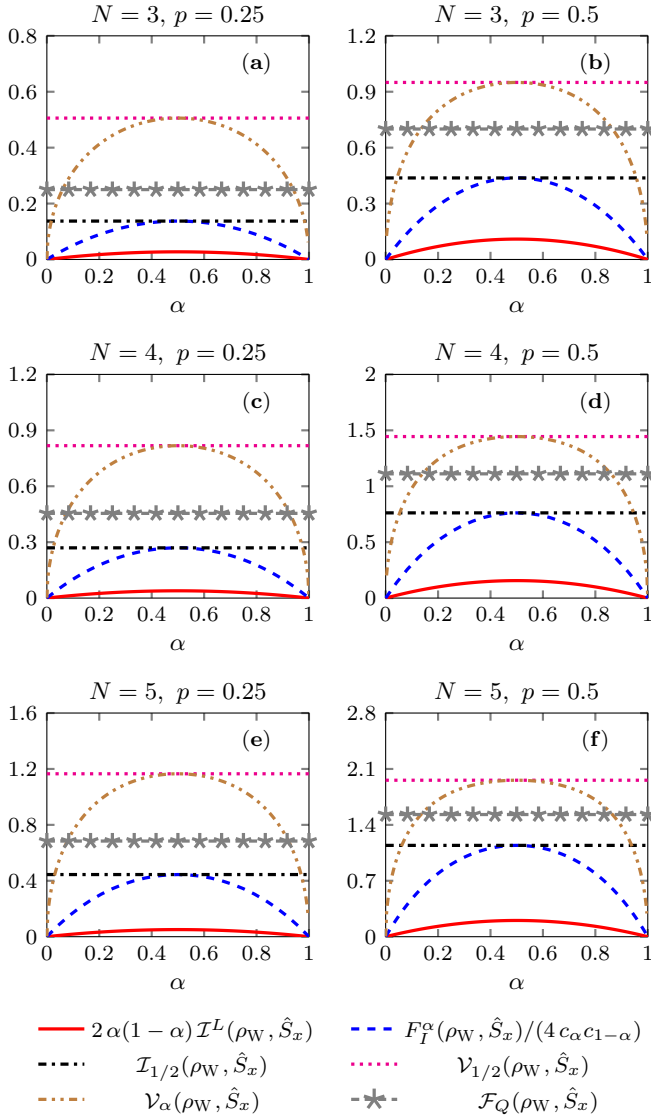 N = 3, p = 0.25
N = 3, p = 0.5
0.8
0.6
0.4
0.2
0
(a)
0 0.2 0.4 0.6 0.8 1
α
1.2
0.9
0.6
0.3
0
(b)
0 0.2 0.4 0.6 0.8 1
α
N = 4, p = 0.25
N = 4, p = 0.5
1.2
0.9
0.6
0.3
0
(c)
0 0.2 0.4 0.6 0.8 1
α
2
1.5
1
0.5
0
(d)
0 0.2 0.4 0.6 0.8 1
α
N = 5, p = 0.25
N = 5, p = 0.5
1.6
1.2
0.8
0.4
0
(e)
0 0.2 0.4 0.6 0.8 1
α
2.8
2.1
1.4
0.7
0
(f)
0 0.2 0.4 0.6 0.8 1
α
2 α(1 − α) 𝓘^L(ρ_W, Ŝ_x)
F_I^α(ρ_W, Ŝ_x)/(4 c_α c_{1−α})
𝓘_{1/2}(ρ_W, Ŝ_x)
𝓥_{1/2}(ρ_W, Ŝ_x)
𝓥_α(ρ_W, Ŝ_x)
𝓕_Q(ρ_W, Ŝ_x)